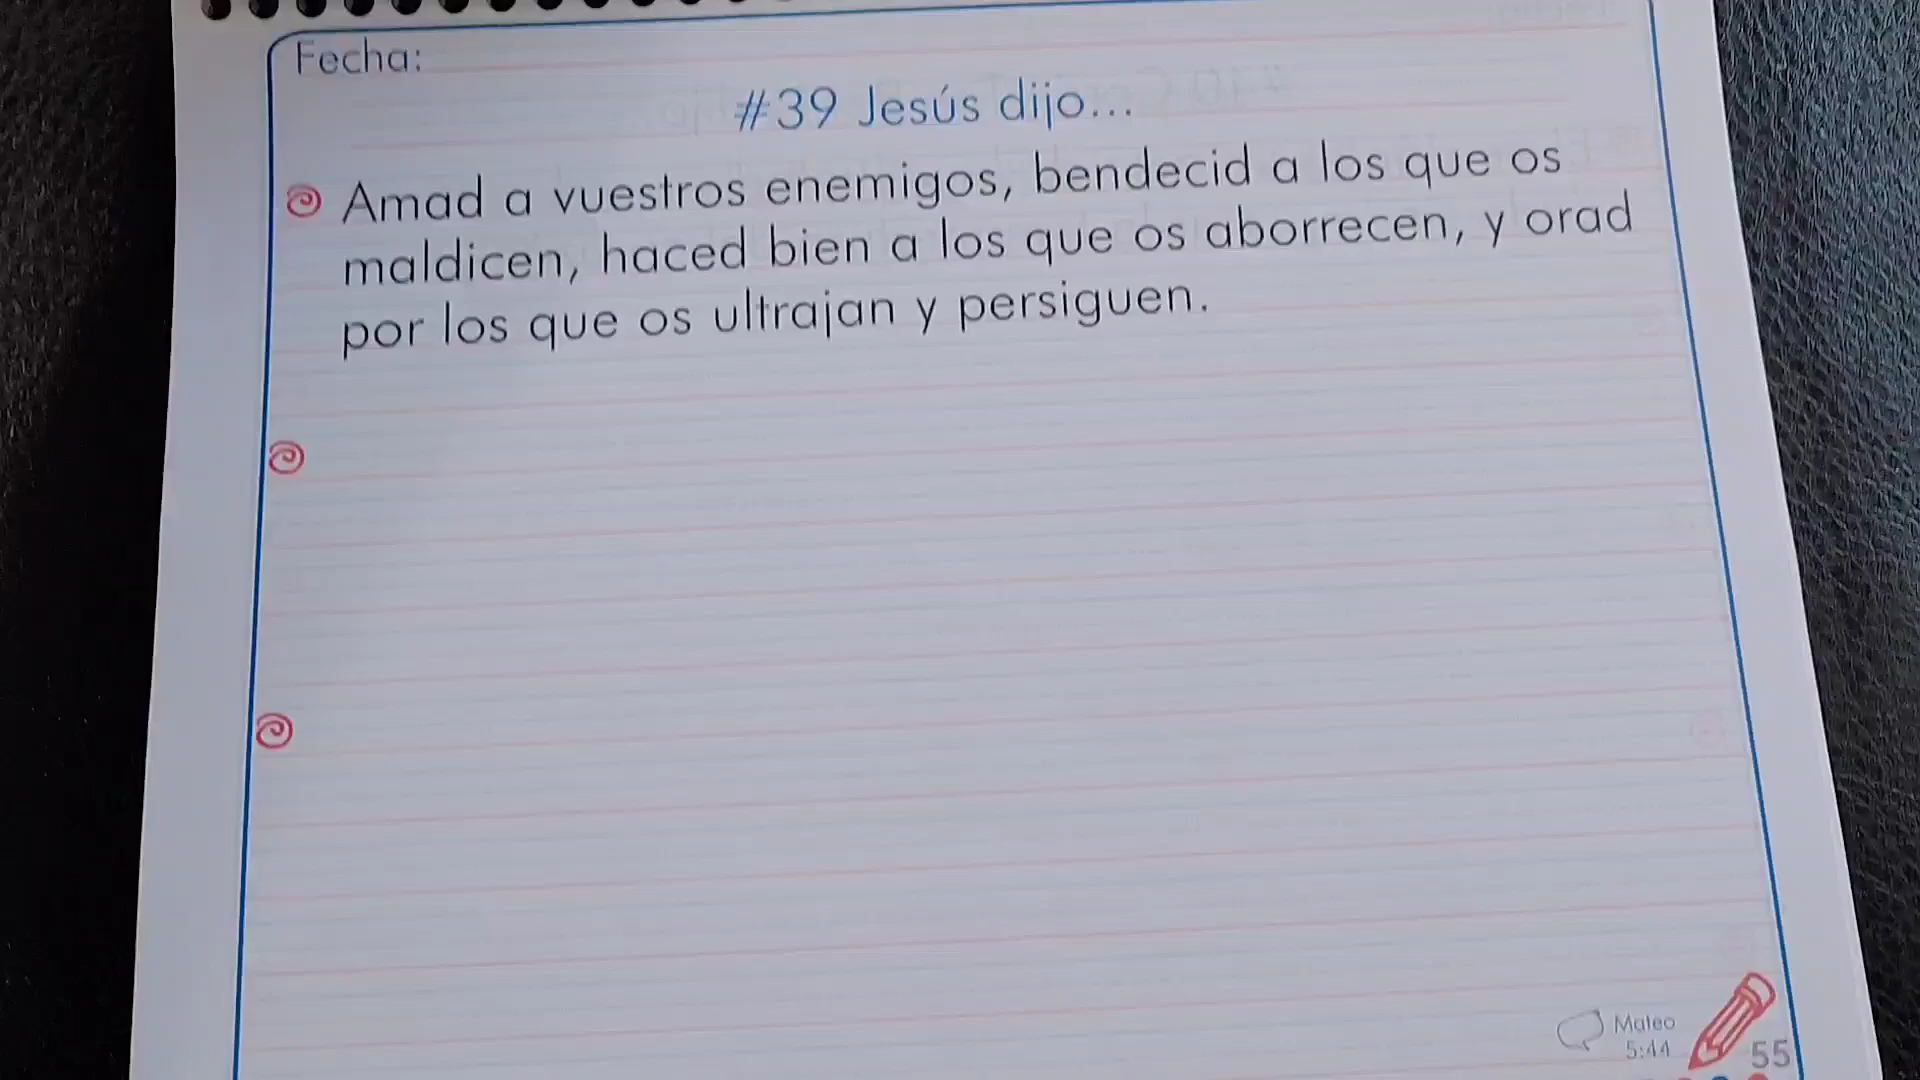 Fecha:
#39 Jesús dijo...
Amad a vuestros enemigos, bendecid a los que os
maldicen, haced bien a los que os aborrecen, y orad
por los que os ultrajan y persiguen.
Mateo
5:44
55